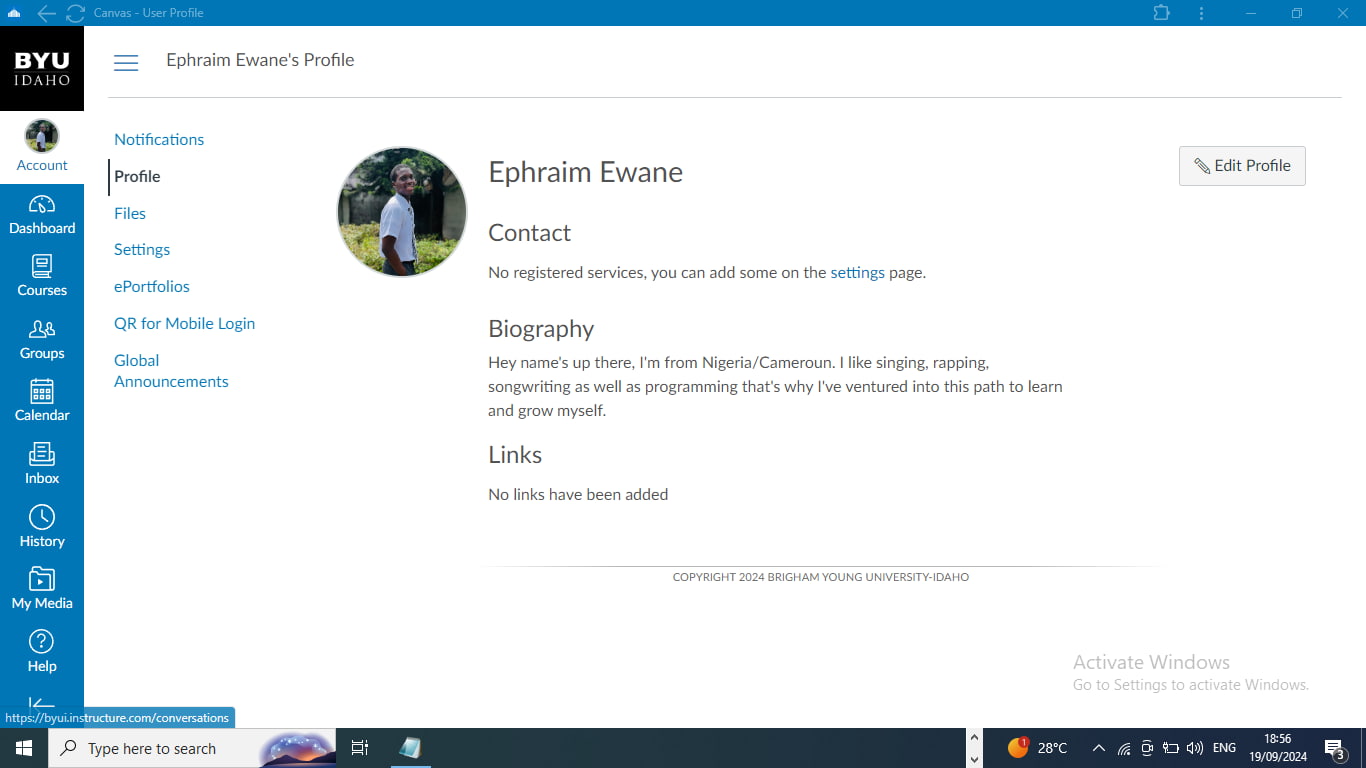 Canvas - User Profile
BYU
IDAHO
Ephraim Ewane's Profile
Account
Dashboard
Courses
Groups
Calendar
Inbox
History
My Media
Help
Notifications
Profile
Files
Settings
ePortfolios
QR for Mobile Login
Global
Announcements
Ephraim Ewane
Edit Profile
Contact
No registered services, you can add some on the settings page.
Biography
Hey name's up there, I'm from Nigeria/Cameroun. I like singing, rapping,
songwriting as well as programming that's why I've ventured into this path to learn
and grow myself.
Links
No links have been added
COPYRIGHT 2024 BRIGHAM YOUNG UNIVERSITY-IDAHO
Activate Windows
Go to Settings to activate Windows.
https://byui.instructure.com/conversations
Type here to search
1
28°C
ENG
18:56
19/09/2024
3